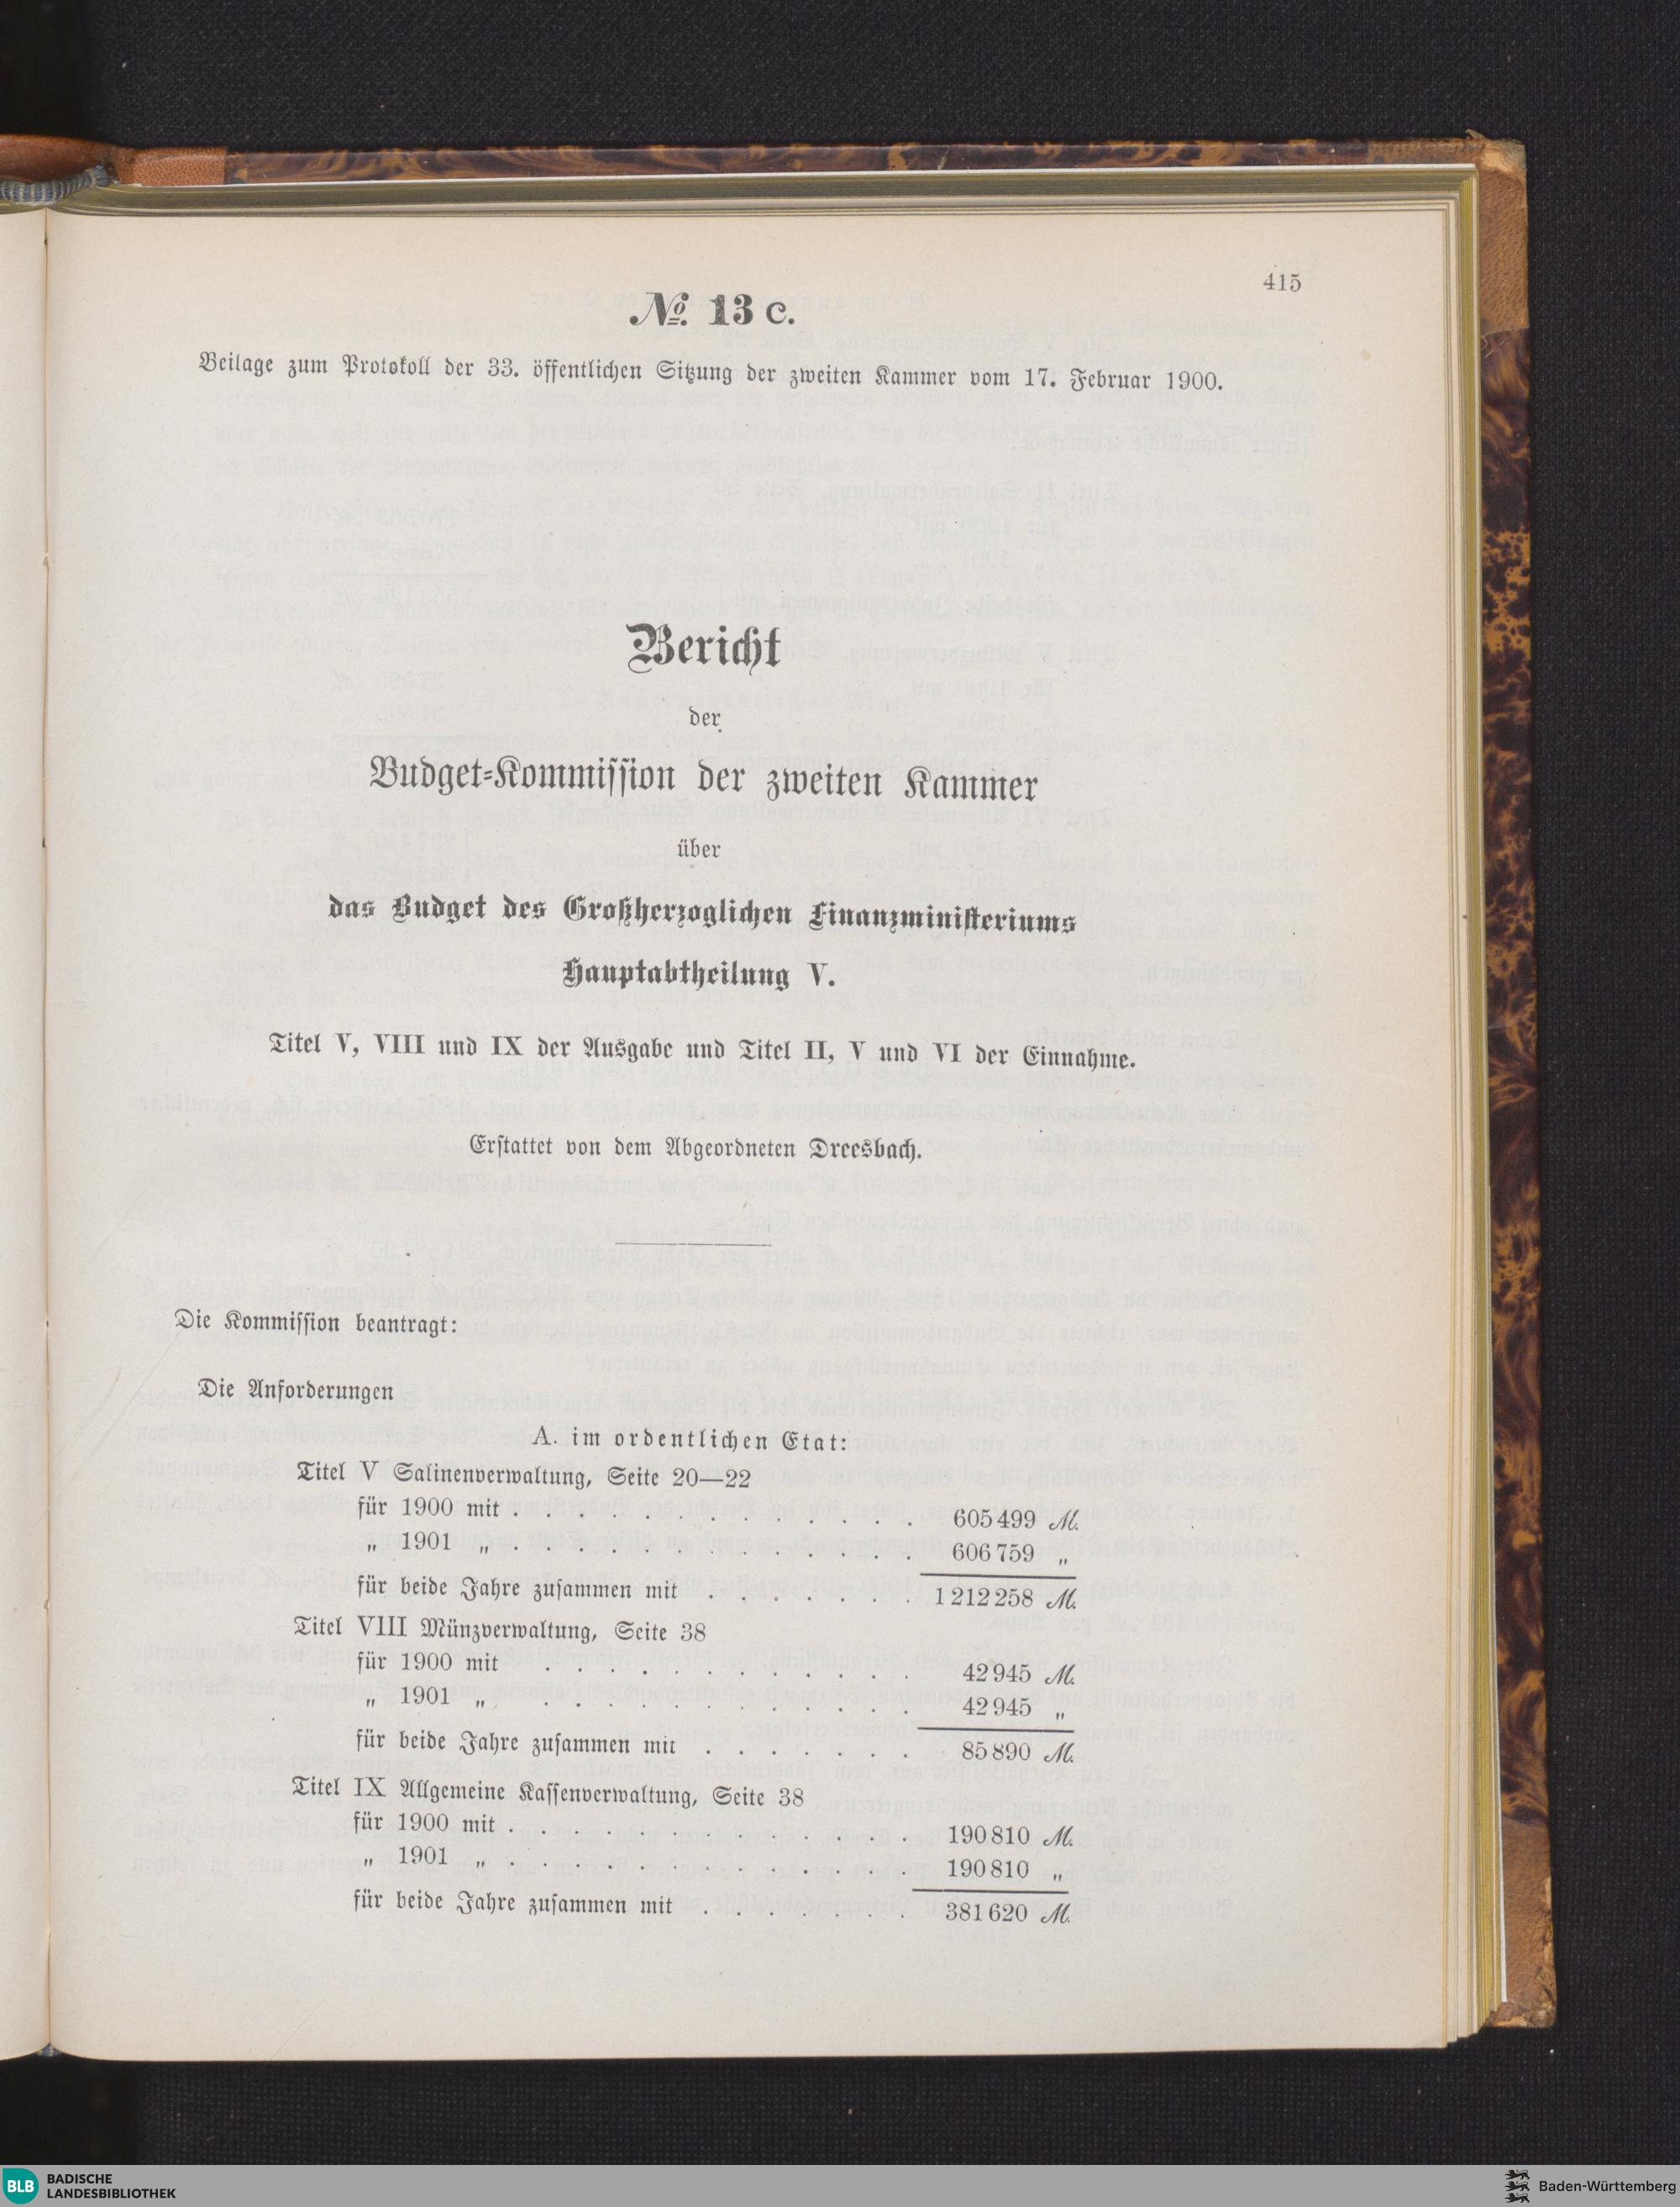 415
№ 13 c.
Beilage zum Protokoll der 33. öffentlichen Sitzung der zweiten Kammer vom 17. Februar 1900.
Bericht
der
Budget-Kommission der zweiten Kammer
über
das Budget des Großherzoglichen Finanzministeriums
Hauptabtheilung V.
Titel V, VIII und IX der Ausgabe und Titel II, V und VI der Einnahme.
Erstattet von dem Abgeordneten Dreesbach.
Die Kommission beantragt:
Die Anforderungen
A. im ordentlichen Etat:
Titel V Salinenverwaltung, Seite 20—22
für 1900 mit . . . . . . . . . . . . . 605 499 M.
„ 1901 „ . . . . . . . . . . . . . 606 759 „
für beide Jahre zusammen mit . . . . . . . 1 212 258 M.
Titel VIII Münzverwaltung, Seite 38
für 1900 mit . . . . . . . . . . . . 42 945 M.
„ 1901 „ . . . . . . . . . . . . 42 945 „
für beide Jahre zusammen mit . . . . . . . 85 890 M.
Titel IX Allgemeine Kassenverwaltung, Seite 38
für 1900 mit . . . . . . . . . . . . . 190 810 M.
„ 1901 „ . . . . . . . . . . . . . 190 810 „
für beide Jahre zusammen mit . . . . . . . 381 620 M.
BLB BADISCHE
LANDESBIBLIOTHEK
Baden-Württemberg